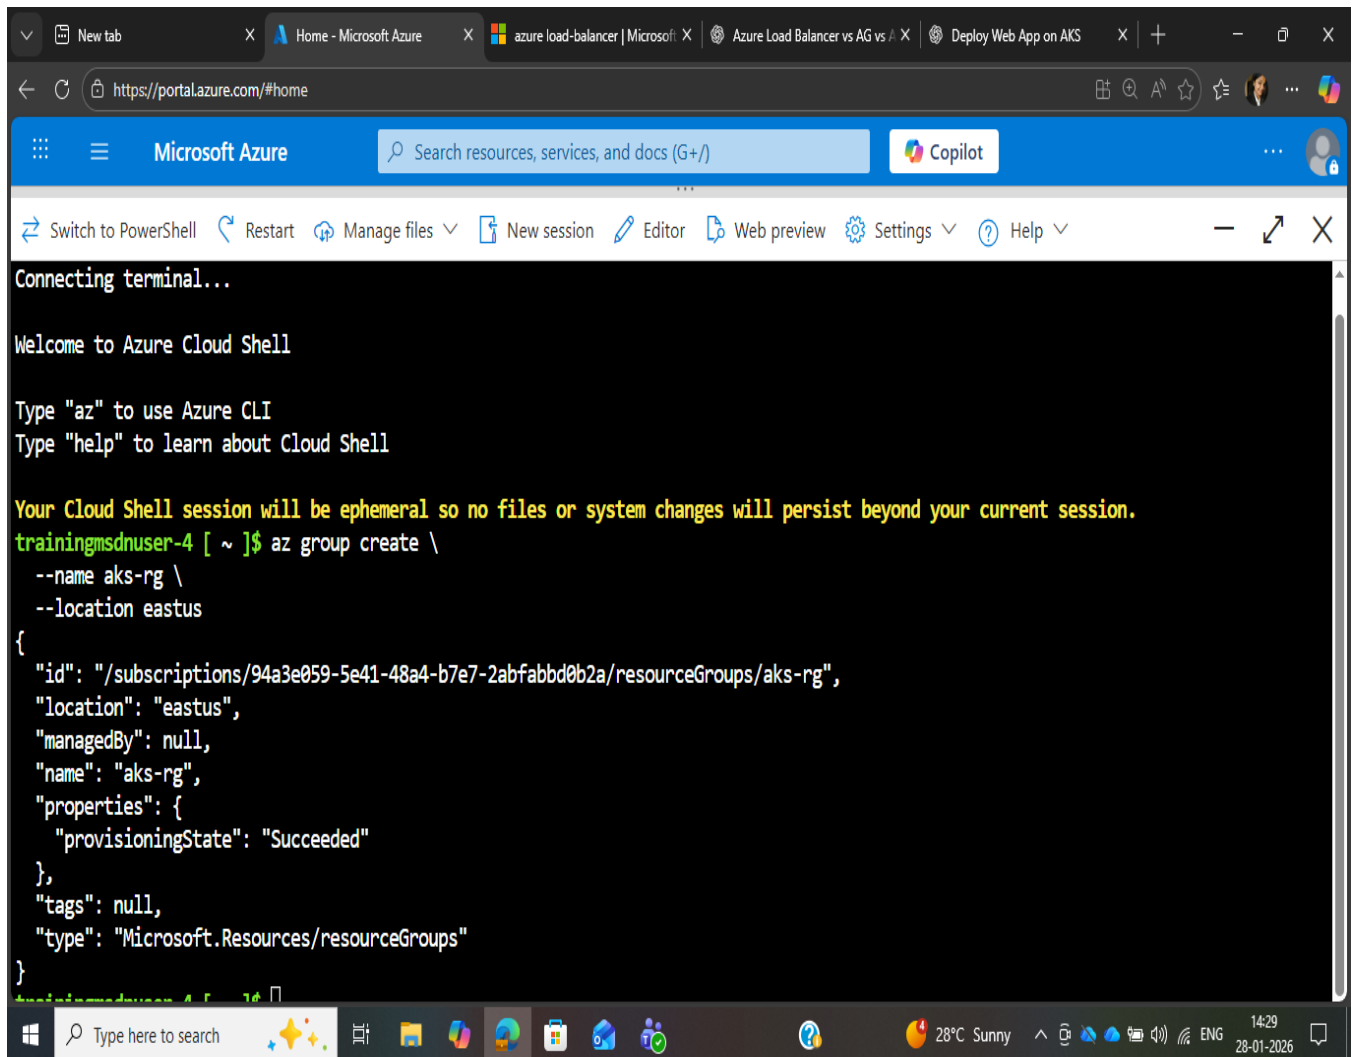 New tab
Home - Microsoft Azure
azure load-balancer | Microsoft
Azure Load Balancer vs AG vs A
Deploy Web App on AKS
https://portal.azure.com/#home
Microsoft Azure
Search resources, services, and docs (G+/)
Copilot
Switch to PowerShell
Restart
Manage files
New session
Editor
Web preview
Settings
Help
Connecting terminal...
Welcome to Azure Cloud Shell
Type "az" to use Azure CLI
Type "help" to learn about Cloud Shell
Your Cloud Shell session will be ephemeral so no files or system changes will persist beyond your current session.
trainingmsdnuser-4 [ ~ ]$ az group create \
--name aks-rg \
--location eastus
{
"id": "/subscriptions/94a3e059-5e41-48a4-b7e7-2abfabbd0b2a/resourceGroups/aks-rg",
"location": "eastus",
"managedBy": null,
"name": "aks-rg",
"properties": {
"provisioningState": "Succeeded"
},
"tags": null,
"type": "Microsoft.Resources/resourceGroups"
}
trainingmsdnuser-4 [ ~ ]$
Type here to search
4
28°C Sunny
ENG
14:29
28-01-2026